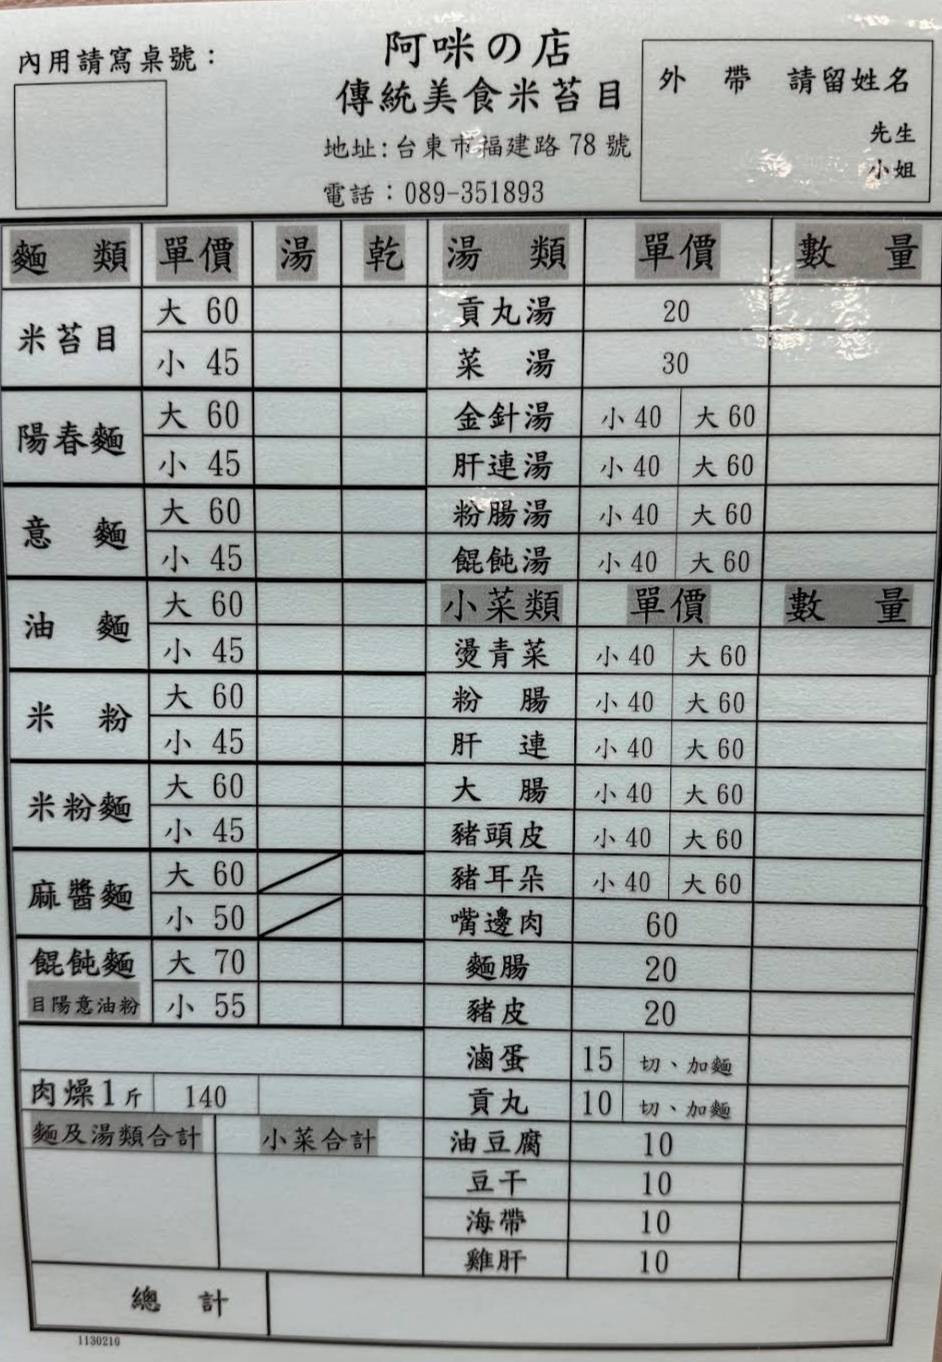 內用請寫桌號：
阿咪の店
傳統美食米苔目
地址:台東市福建路 78 號
電話：089-351893
外 帶 請留姓名
先生
小姐
麵 類 單價 湯 乾
米苔目 大 60
小 45
陽春麵 大 60
小 45
意 麵 大 60
小 45
油 麵 大 60
小 45
米 粉 大 60
小 45
米粉麵 大 60
小 45
麻醬麵 大 60
小 50
餛飩麵 大 70
目陽意油粉 小 55
肉燥1斤 140
麵及湯類合計 小菜合計
湯 類 單價 數 量
貢丸湯 20
菜 湯 30
金針湯 小 40 大 60
肝連湯 小 40 大 60
粉腸湯 小 40 大 60
餛飩湯 小 40 大 60
小菜類 單價 數 量
燙青菜 小 40 大 60
粉 腸 小 40 大 60
肝 連 小 40 大 60
大 腸 小 40 大 60
豬頭皮 小 40 大 60
豬耳朵 小 40 大 60
嘴邊肉 60
麵腸 20
豬皮 20
滷蛋 15 切、加麵
貢丸 10 切、加麵
油豆腐 10
豆干 10
海帶 10
雞肝 10
總 計
1130216